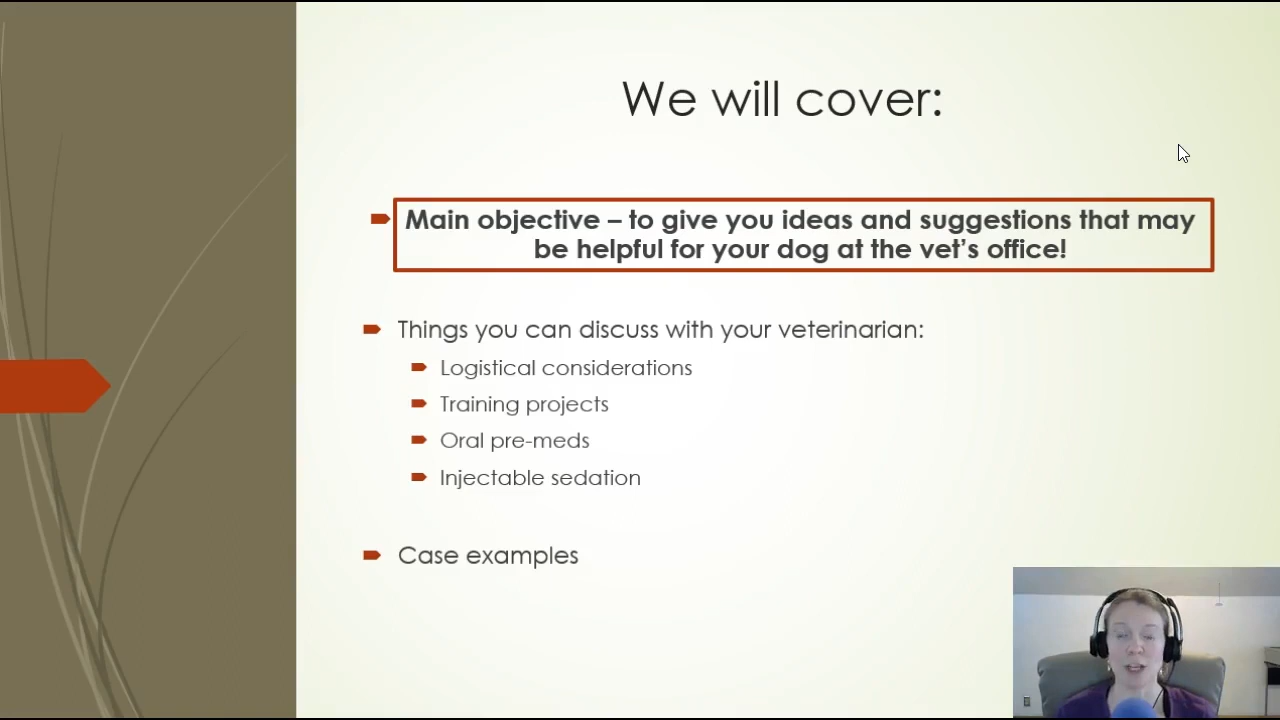 We will cover:
Main objective – to give you ideas and suggestions that may
be helpful for your dog at the vet's office!
Things you can discuss with your veterinarian:
Logistical considerations
Training projects
Oral pre-meds
Injectable sedation
Case examples